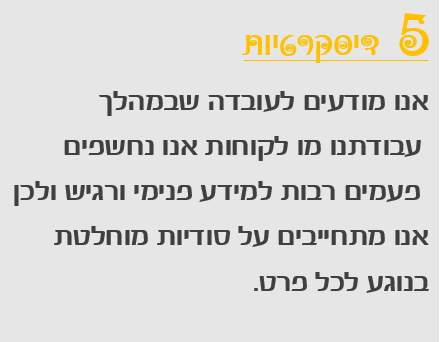 5 דיסקרטיות
אנו מודעים לעובדה שבמהלך
עבודתנו מו לקוחות אנו נחשפים
פעמים רבות למידע פנימי ורגיש ולכן
אנו מתחייבים על סודיות מוחלטת
בנוגע לכל פרט.